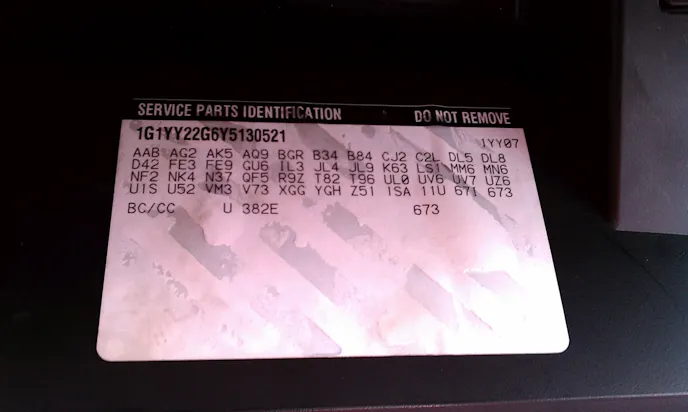 SERVICE PARTS IDENTIFICATION DO NOT REMOVE
1G1YY22G6Y5130521 1YY07
AAB AG2 AK5 AQ9 BGR B34 B84 CJ2 C2L DL5 DL8
D42 FE3 FE9 GU6 IL3 JL4 JL9 K63 LS1 MM6 MN6
NF2 NK4 N37 QF5 R9Z T82 T96 UL0 UV6 UV7 UZ6
U1S U52 VM3 V73 XGG YGH Z51 1SA 11U 671 673
BC/CC U 382E 673